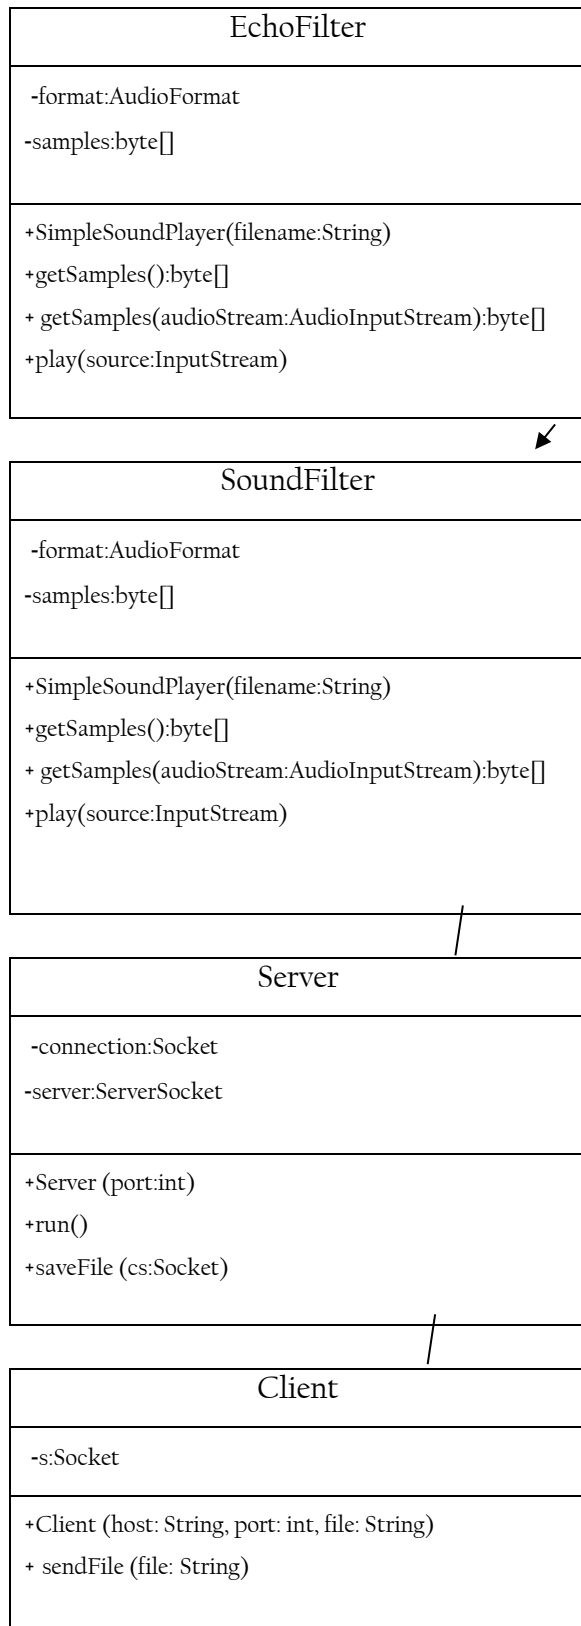 EchoFilter
-format:AudioFormat
-samples:byte[]
+SimpleSoundPlayer(filename:String)
+getSamples():byte[]
+ getSamples(audioStream:AudioInputStream):byte[]
+play(source:InputStream)
SoundFilter
-format:AudioFormat
-samples:byte[]
+SimpleSoundPlayer(filename:String)
+getSamples():byte[]
+ getSamples(audioStream:AudioInputStream):byte[]
+play(source:InputStream)
Server
-connection:Socket
-server:ServerSocket
+Server (port:int)
+run()
+saveFile (cs:Socket)
Client
-s:Socket
+Client (host: String, port: int, file: String)
+ sendFile (file: String)